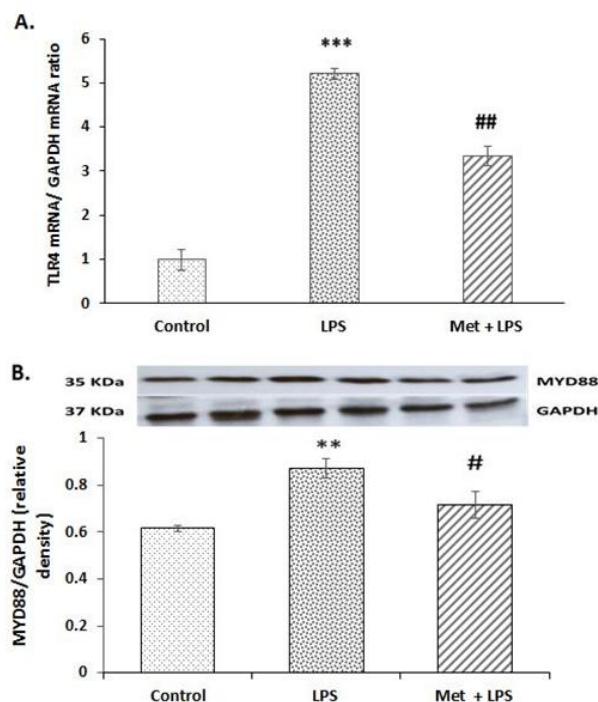 A.
TLR4 mRNA/ GAPDH mRNA ratio
6
5
4
3
2
1
0
***
##
Control LPS Met + LPS
B.
35 KDa MYD88
37 KDa GAPDH
MYD88/GAPDH (relative
density)
1
0.8
0.6
0.4
0.2
0
**
#
Control LPS Met + LPS